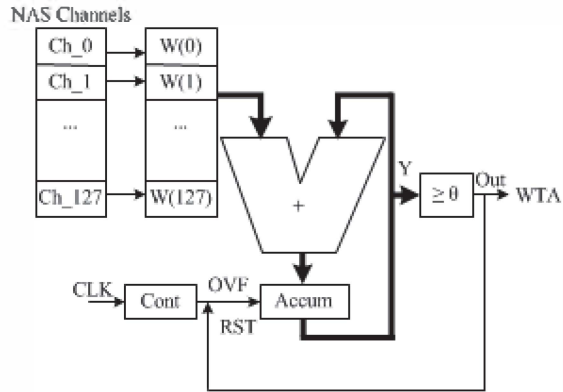 NAS Channels
Ch_0 W(0)
Ch_1 W(1)
... ...
Ch_127 W(127)
+
Y
≥ θ
Out
WTA
CLK
Cont
OVF
RST
Accum